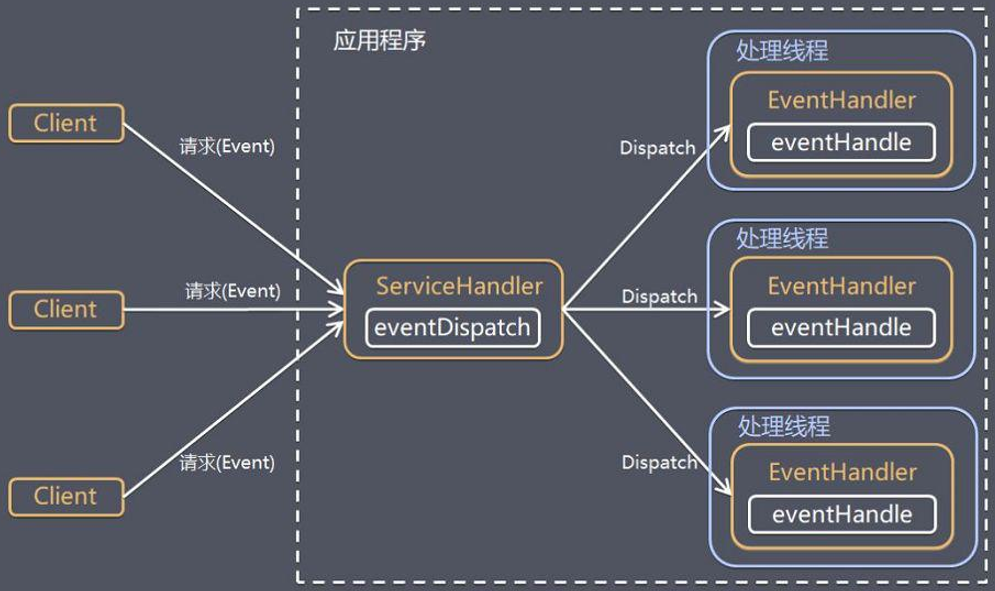 应用程序
处理线程
EventHandler
eventHandle
Client
请求(Event)
Dispatch
处理线程
Client
请求(Event)
ServiceHandler
eventDispatch
Dispatch
EventHandler
eventHandle
处理线程
Client
请求(Event)
Dispatch
EventHandler
eventHandle